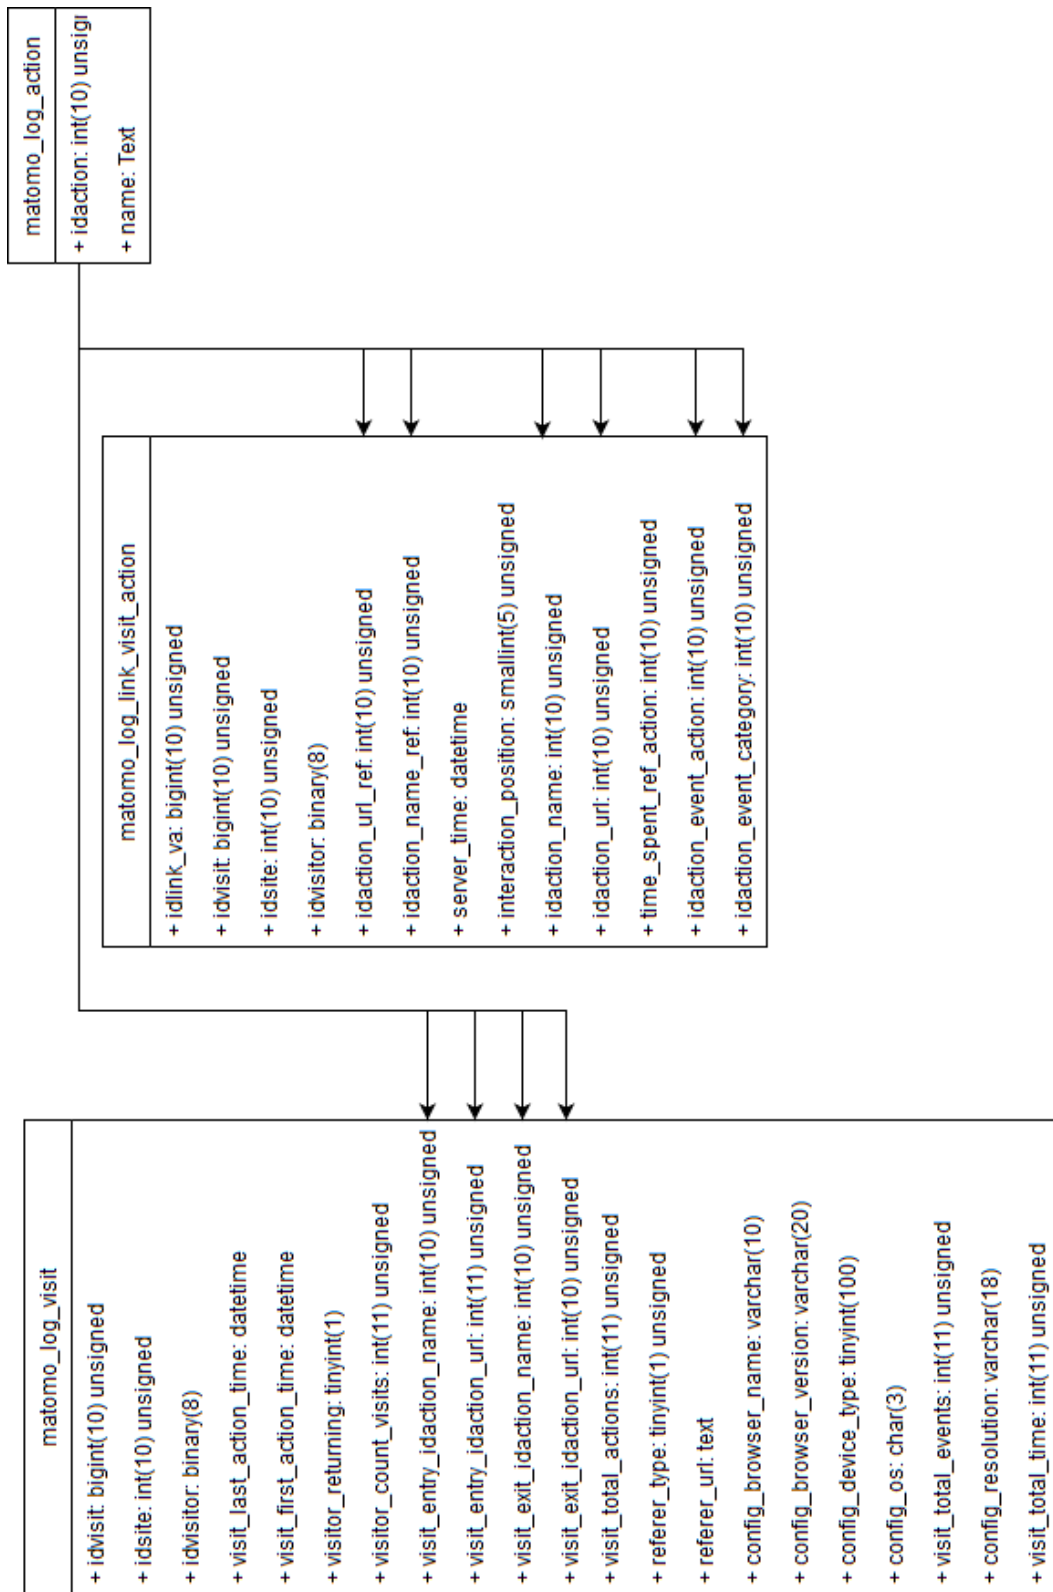 matomo_log_visit
+ idvisit: bigint(10) unsigned
+ idsite: int(10) unsigned
+ idvisitor: binary(8)
+ visit_last_action_time: datetime
+ visit_first_action_time: datetime
+ visitor_returning: tinyint(1)
+ visitor_count_visits: int(11) unsigned
+ visit_entry_idaction_name: int(10) unsigned
+ visit_entry_idaction_url: int(11) unsigned
+ visit_exit_idaction_name: int(10) unsigned
+ visit_exit_idaction_url: int(10) unsigned
+ visit_total_actions: int(11) unsigned
+ referer_type: tinyint(1) unsigned
+ referer_url: text
+ config_browser_name: varchar(10)
+ config_browser_version: varchar(20)
+ config_device_type: tinyint(100)
+ config_os: char(3)
+ visit_total_events: int(11) unsigned
+ config_resolution: varchar(18)
+ visit_total_time: int(11) unsigned
matomo_log_link_visit_action
+ idlink_va: bigint(10) unsigned
+ idvisit: bigint(10) unsigned
+ idsite: int(10) unsigned
+ idvisitor: binary(8)
+ idaction_url_ref: int(10) unsigned
+ idaction_name_ref: int(10) unsigned
+ server_time: datetime
+ interaction_position: smallint(5) unsigned
+ idaction_name: int(10) unsigned
+ idaction_url: int(10) unsigned
+ time_spent_ref_action: int(10) unsigned
+ idaction_event_action: int(10) unsigned
+ idaction_event_category: int(10) unsigned
matomo_log_action
+ idaction: int(10) unsig
+ name: Text